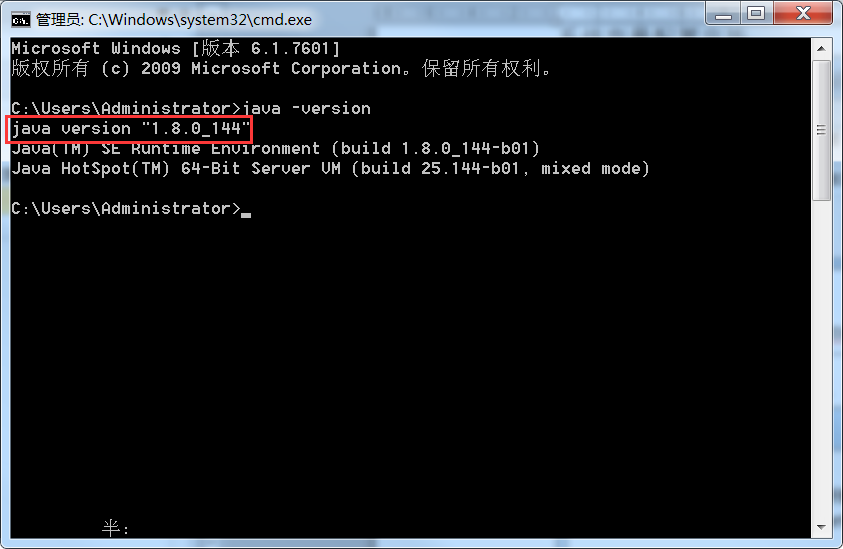 管理员: C:\Windows\system32\cmd.exe
Microsoft Windows [版本 6.1.7601]
版权所有 (c) 2009 Microsoft Corporation。保留所有权利。
C:\Users\Administrator>java -version
java version "1.8.0_144"
Java(TM) SE Runtime Environment (build 1.8.0_144-b01)
Java HotSpot(TM) 64-Bit Server VM (build 25.144-b01, mixed mode)
C:\Users\Administrator>_
半: